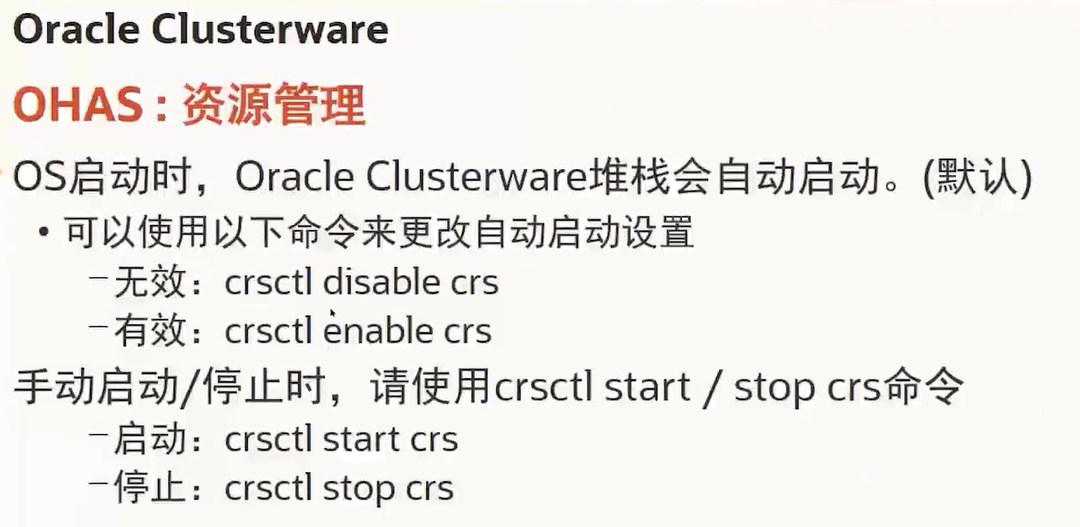 Oracle Clusterware
OHAS : 资源管理
OS启动时，Oracle Clusterware堆栈会自动启动。(默认)
• 可以使用以下命令来更改自动启动设置
–无效：crsctl disable crs
–有效：crsctl enable crs
手动启动/停止时，请使用crsctl start / stop crs命令
–启动：crsctl start crs
–停止：crsctl stop crs